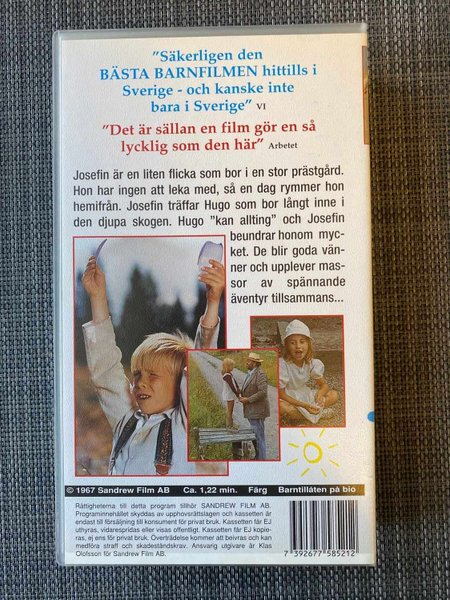 "Säkerligen den
BÄSTA BARNFILMEN hittills i
Sverige - och kanske inte
bara i Sverige" VI
"Det är sällan en film gör en så
lycklig som den här" Arbetet
Josefin är en liten flicka som bor i en stor prästgård.
Hon har ingen att leka med, så en dag rymmer hon
hemifrån. Josefin träffar Hugo som bor långt inne i
den djupa skogen. Hugo "kan allting" och Josefin
beundrar honom myc-
ket. De blir goda vän-
ner och upplever mas-
sor av spännande
äventyr tillsammans...
© 1967 Sandrew Film AB Ca. 1,22 min. Färg Barntillåten på bio
Rättigheterna till detta program tillhör SANDREW FILM AB.
Programinnehållet skyddas av upphovsrättslagen och kassetten är
endast till försäljning till konsument för privat bruk. Kassetten får EJ
uthyras, vidarespridas eller visas offentligt. Kassetten får EJ kopie-
ras, ej ens för privat bruk. Överträdelse kommer att beivras och kan
medföra straff och skadeståndskrav. Ansvarig utgivare är Klas
Olofsson för Sandrew Film AB.
7 392677 585212